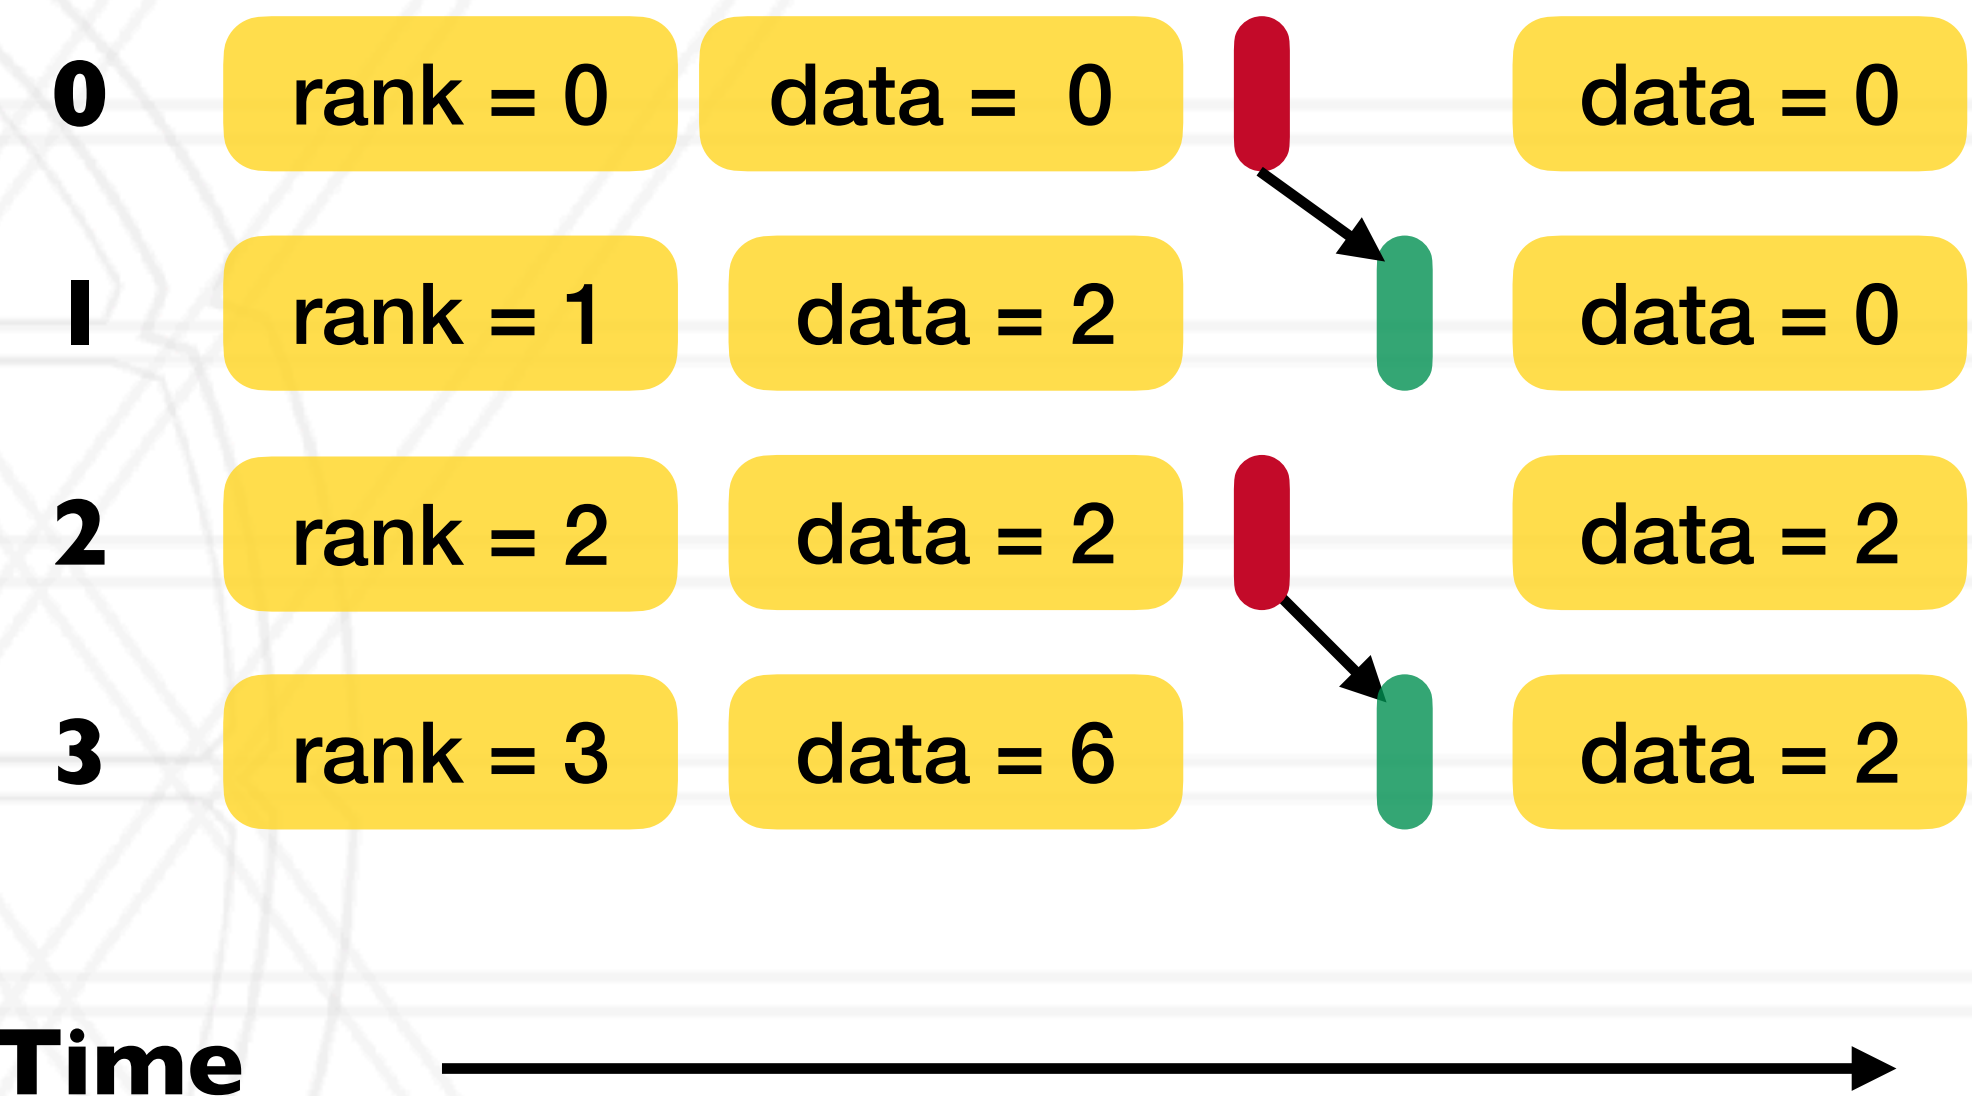 0 rank = 0 data = 0 data = 0
1 rank = 1 data = 2 data = 0
2 rank = 2 data = 2 data = 2
3 rank = 3 data = 6 data = 2
Time